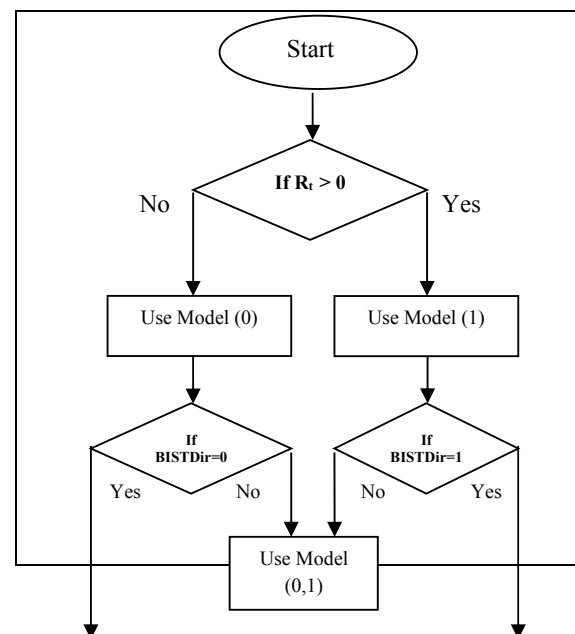 Start
If Rₜ > 0
No
Yes
Use Model (0)
Use Model (1)
If
BISTDir=0
If
BISTDir=1
Yes
No
No
Yes
Use Model
(0,1)